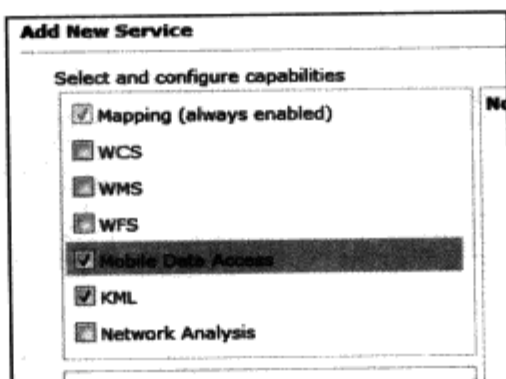 Add New Service
Select and configure capabilities
Mapping (always enabled)
WCS
WMS
WFS
Mobile Data Access
KML
Network Analysis